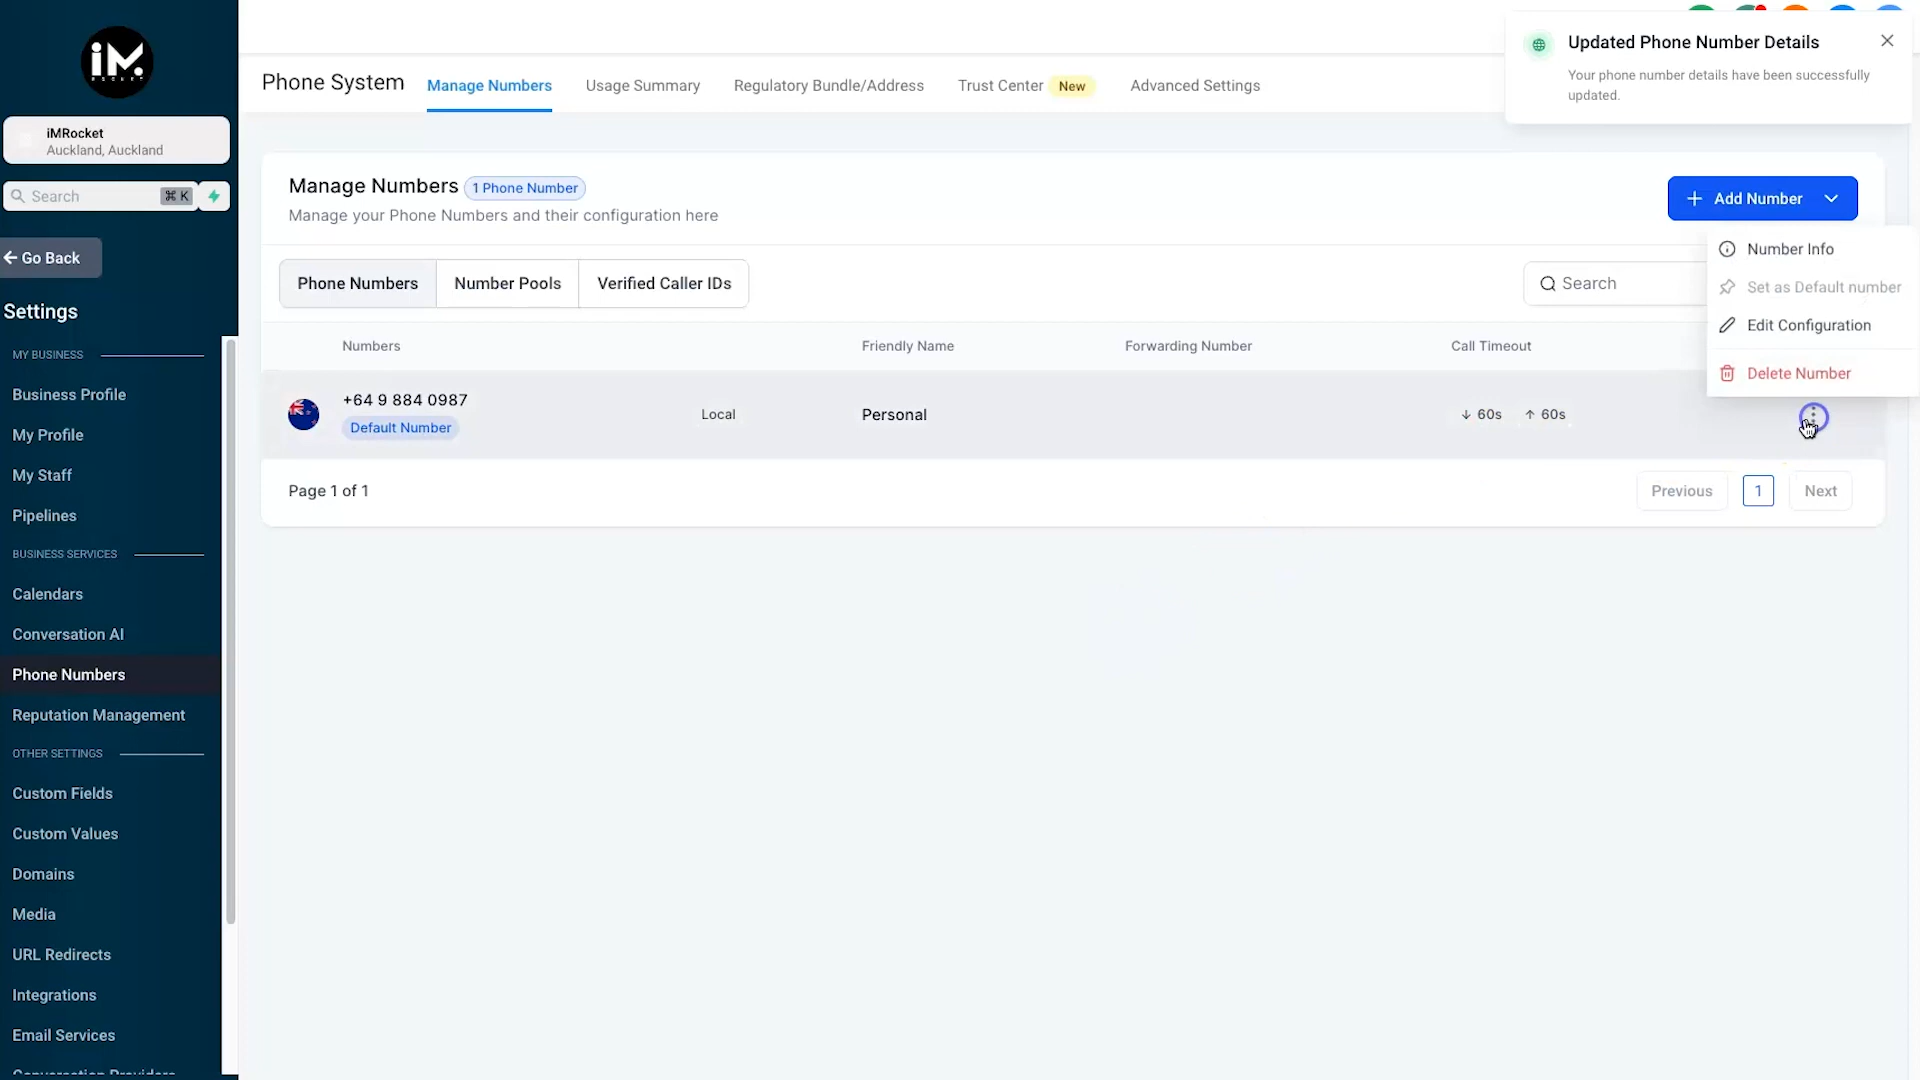 iM.
ROCKET
iMRocket
Auckland, Auckland
Search
⌘ K
Go Back
Settings
MY BUSINESS
Business Profile
My Profile
My Staff
Pipelines
BUSINESS SERVICES
Calendars
Conversation AI
Phone Numbers
Reputation Management
OTHER SETTINGS
Custom Fields
Custom Values
Domains
Media
URL Redirects
Integrations
Email Services
Conversation Providers
Phone System
Manage Numbers
Usage Summary
Regulatory Bundle/Address
Trust Center New
Advanced Settings
Updated Phone Number Details
Your phone number details have been successfully
updated.
Manage Numbers 1 Phone Number
Manage your Phone Numbers and their configuration here
Add Number
Phone Numbers
Number Pools
Verified Caller IDs
Search
Number Info
Set as Default number
Edit Configuration
Delete Number
Numbers
Friendly Name
Forwarding Number
Call Timeout
+64 9 884 0987
Default Number
Local
Personal
↓ 60s ↑ 60s
Page 1 of 1
Previous
1
Next